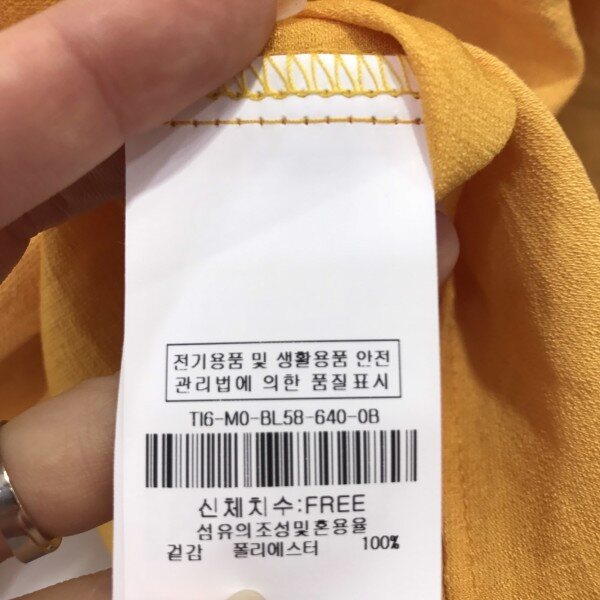 전기용품 및 생활용품 안전
관리법에 의한 품질표시
TI6-M0-BL58-640-0B
신체치수:FREE
섬유의조성및혼용율
겉감 폴리에스터 100%